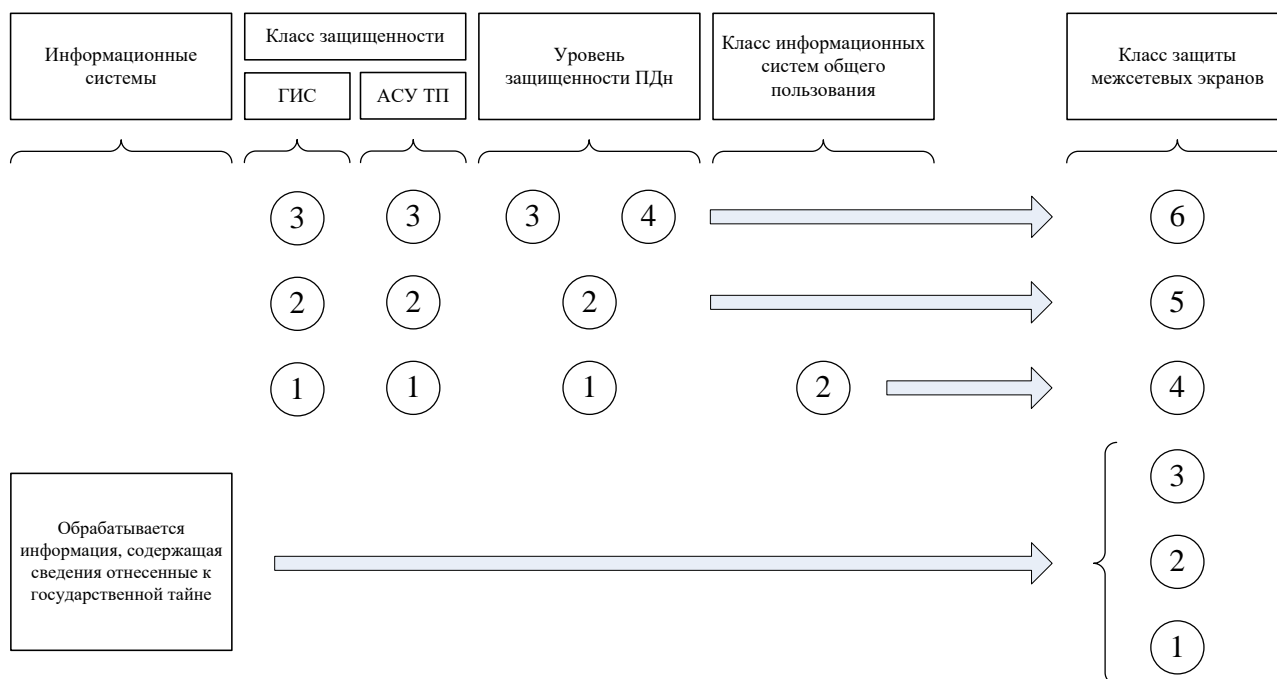 Информационные
системы
Класс защищенности
ГИС
АСУ ТП
Уровень
защищенности ПДн
Класс информационных
систем общего
пользования
Класс защиты
межсетевых экранов
3 3 3 4 6
2 2 2 5
1 1 1 2 4
Обрабатывается
информация, содержащая
сведения отнесенные к
государственной тайне
3
2
1